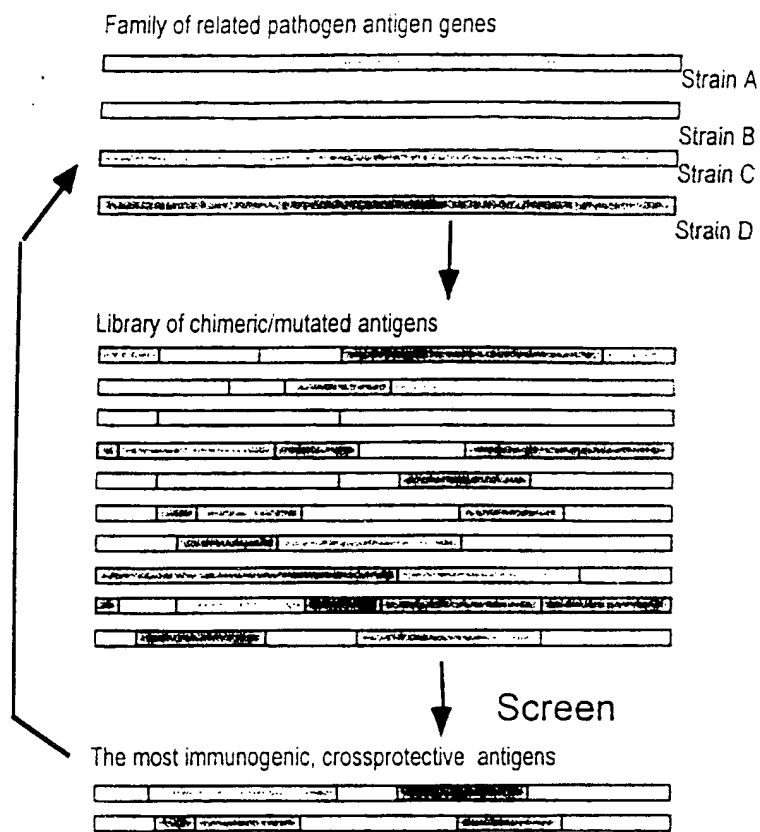 Family of related pathogen antigen genes
Strain A
Strain B
Strain C
Strain D
Library of chimeric/mutated antigens
Screen
The most immunogenic, crossprotective antigens